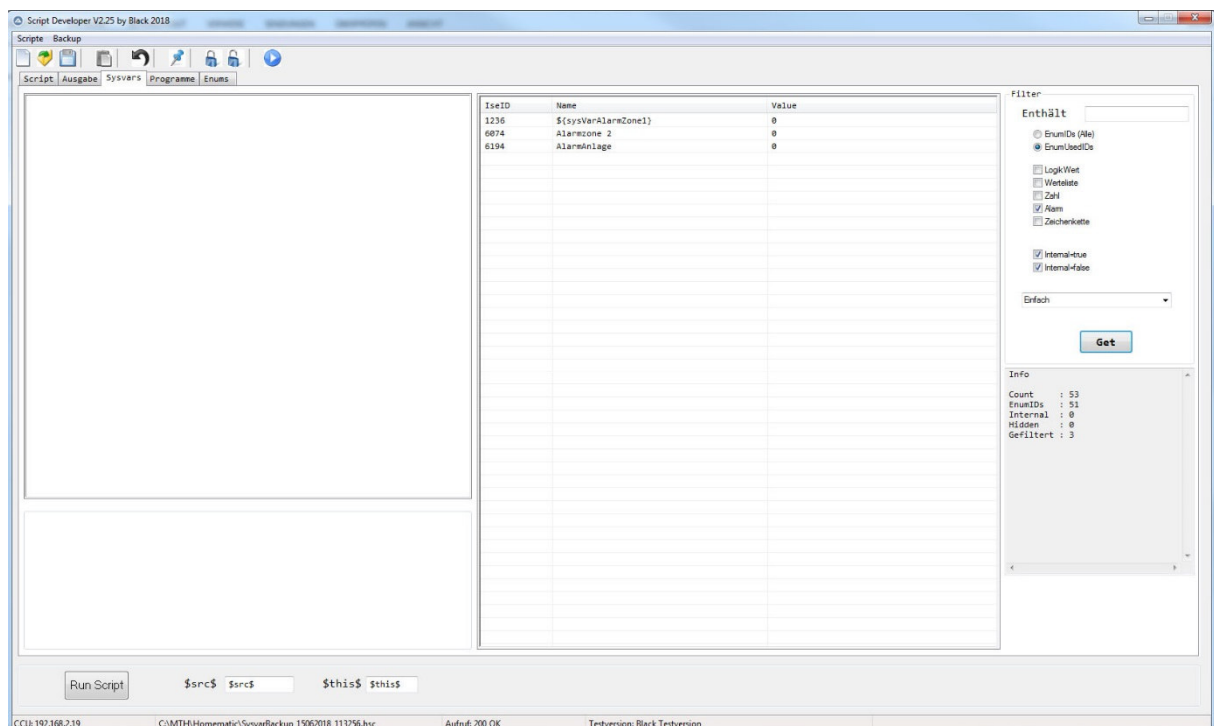 Script Developer V2.25 by Black 2018
Scripte Backup
Script Ausgabe Sysvars Programme Enums
IseID Name Value
1236 ${sysVarAlarmZone1} 0
6074 Alarmzone 2 0
6194 AlarmAnlage 0
Filter
Enthält
EnumIDs (Alle)
EnumUsedIDs
LogikWert
Werteliste
Zahl
Alarm
Zeichenkette
Internal=true
Internal=false
Einfach
Get
Info
Count : 53
EnumIDs : 51
Internal : 0
Hidden : 0
Gefiltert : 3
Run Script $src$ $src$ $this$ $this$
CCU: 192.168.2.19 C:\MTH\Homematic\SysvarBackup_15062018_113256.hsc Aufruf: 200 OK Testversion: Black Testversion